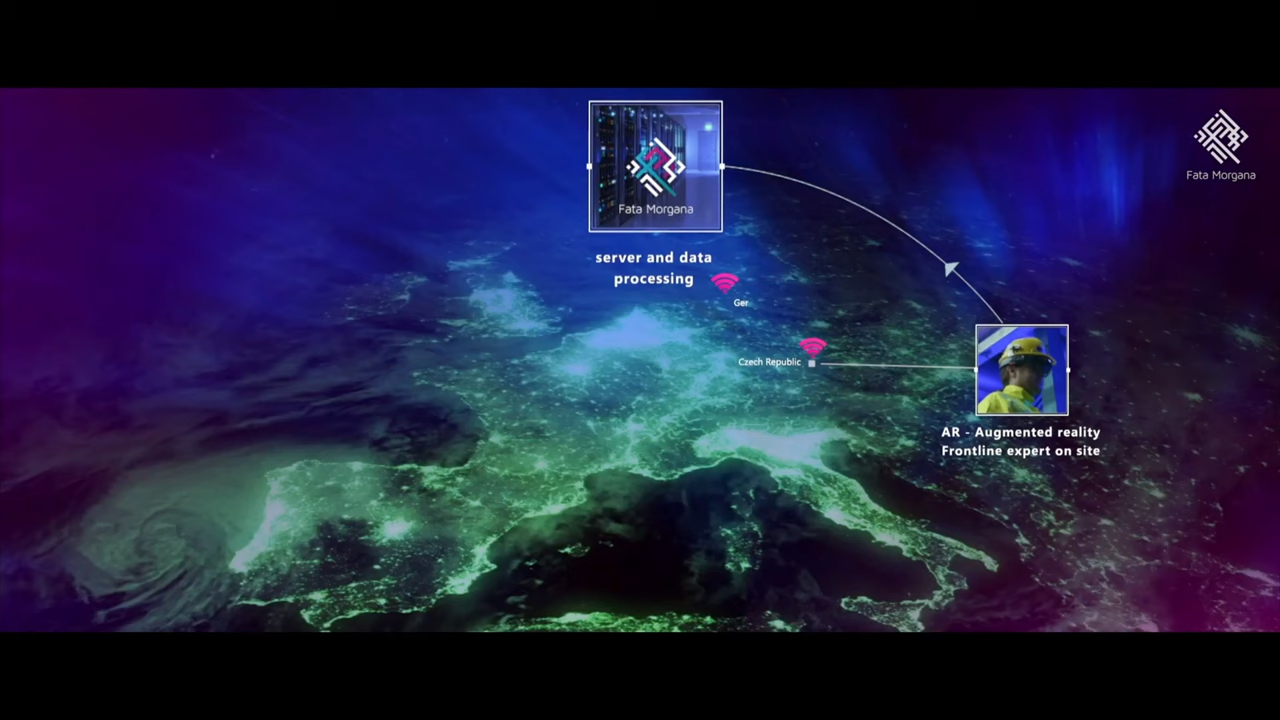 Fata Morgana
Fata Morgana
server and data
processing
Ger
Czech Republic
AR - Augmented reality
Frontline expert on site